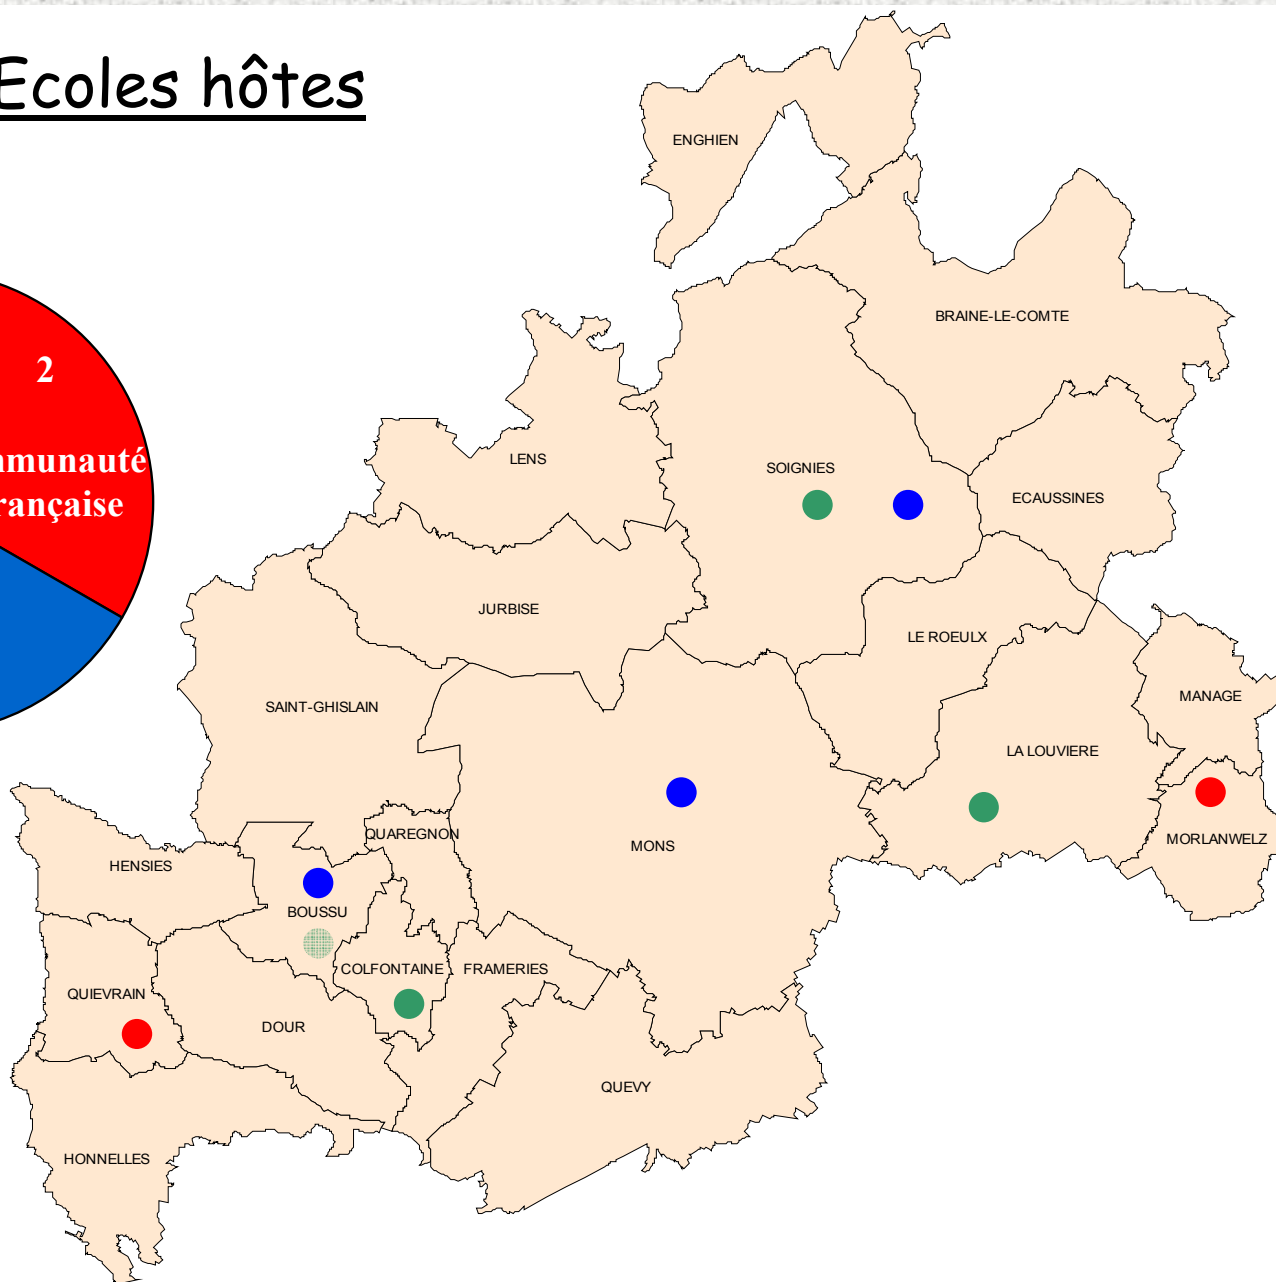 Ecoles hôtes
ENGHIEN
BRAINE-LE-COMTE
2
mmunauté
rançaise
LENS
SOIGNIES
ECAUSSINES
JURBISE
LE ROEULX
SAINT-GHISLAIN
MANAGE
LA LOUVIERE
QUAREGNON
MONS
MORLANWELZ
HENSIES
BOUSSU
COLFONTAINE
FRAMERIES
QUIEVRAIN
DOUR
QUEVY
HONNELLES